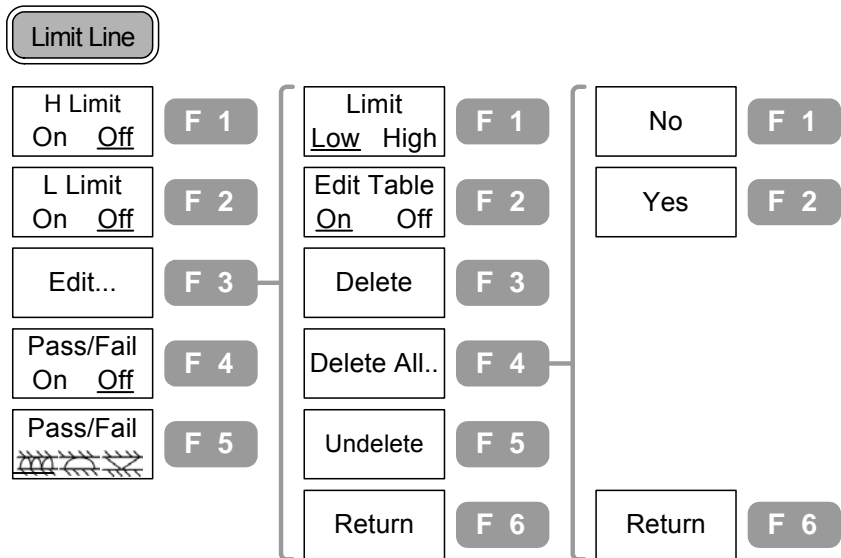 Limit Line
H Limit
On Off
F 1
L Limit
On Off
F 2
Edit...
F 3
Pass/Fail
On Off
F 4
Pass/Fail
F 5
Limit
Low High
F 1
Edit Table
On Off
F 2
Delete
F 3
Delete All..
F 4
Undelete
F 5
Return
F 6
No
F 1
Yes
F 2
Return
F 6